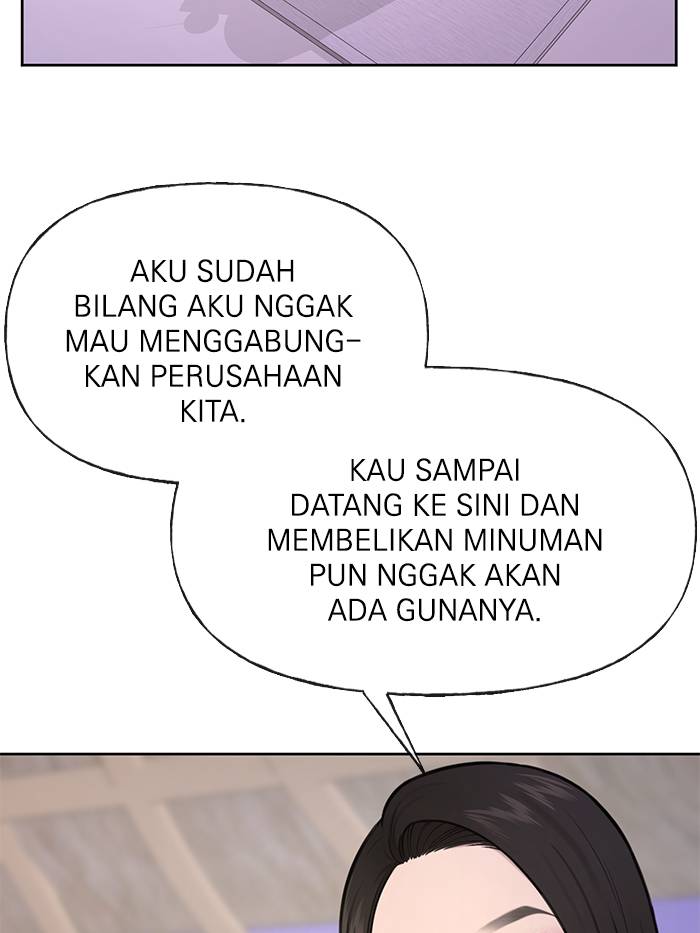 AKU SUDAH
BILANG AKU NGGAK
MAU MENGGABUNG-
KAN PERUSAHAAN
KITA.
KAU SAMPAI
DATANG KE SINI DAN
MEMBELIKAN MINUMAN
PUN NGGAK AKAN
ADA GUNANYA.